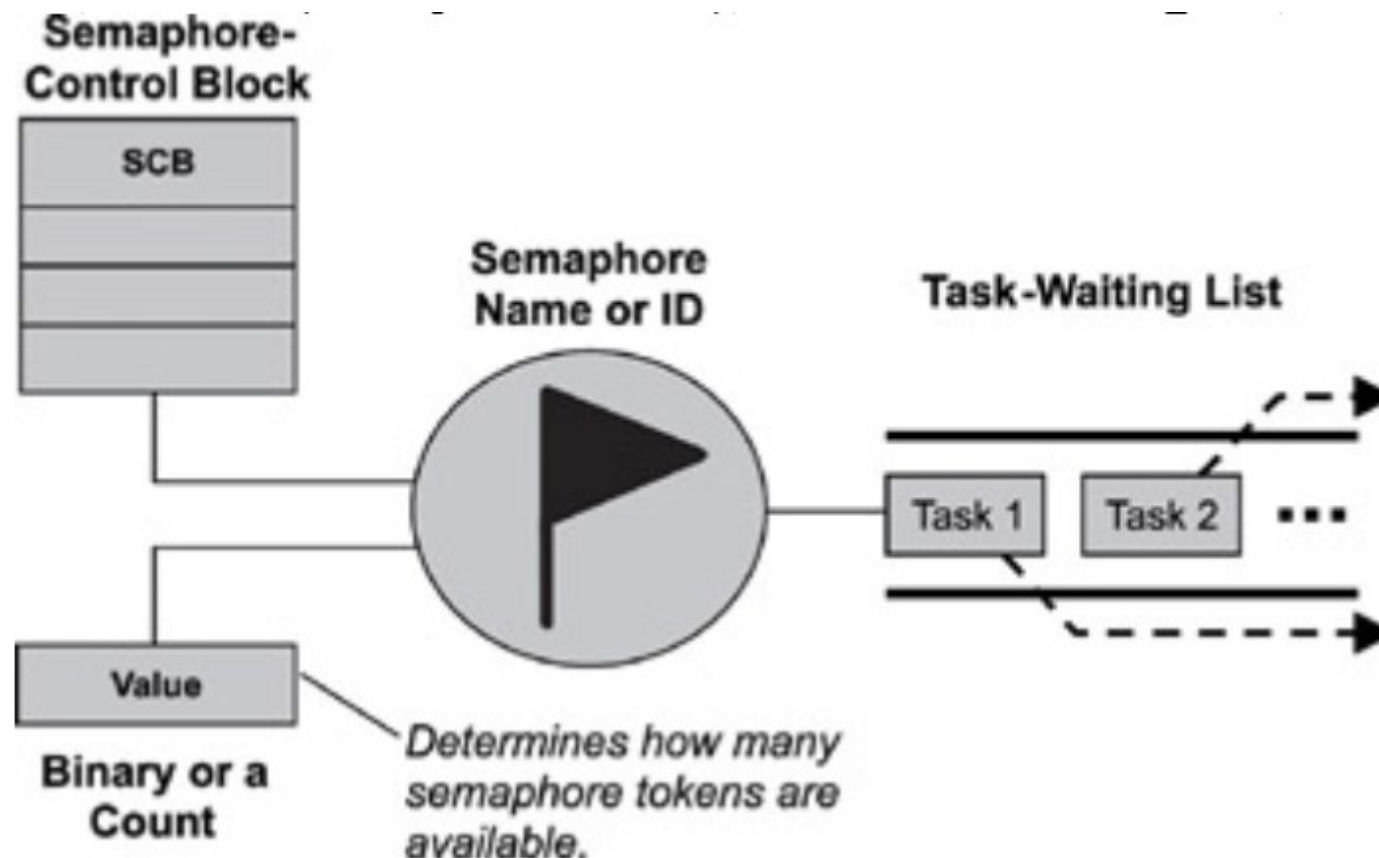 Semaphore-
Control Block
SCB
Semaphore
Name or ID
Task-Waiting List
Task 1
Task 2
...
Value
Binary or a
Count
Determines how many
semaphore tokens are
available.